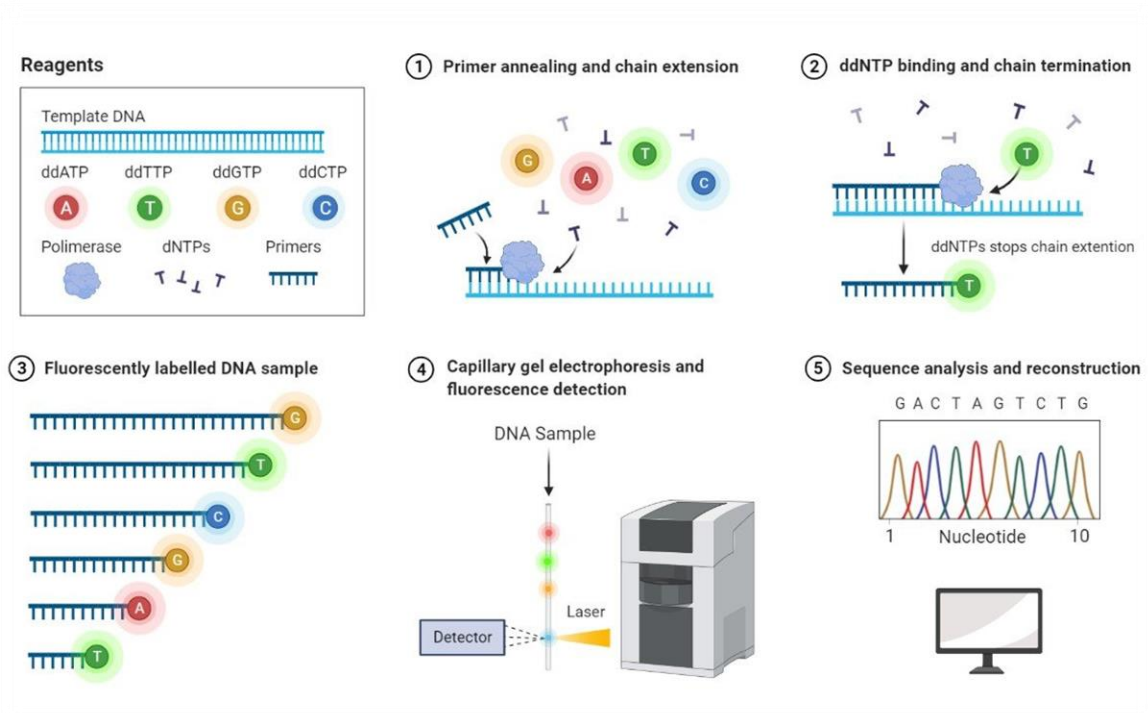 Reagents
Template DNA
ddATP ddTTP ddGTP ddCTP
A T G C
Polimerase dNTPs Primers
1 Primer annealing and chain extension
G A T C
2 ddNTP binding and chain termination
T
ddNTPs stops chain extention
T
3 Fluorescently labelled DNA sample
G
T
C
G
A
T
4 Capillary gel electrophoresis and
fluorescence detection
DNA Sample
Laser
Detector
5 Sequence analysis and reconstruction
G A C T A G T C T G
1 Nucleotide 10